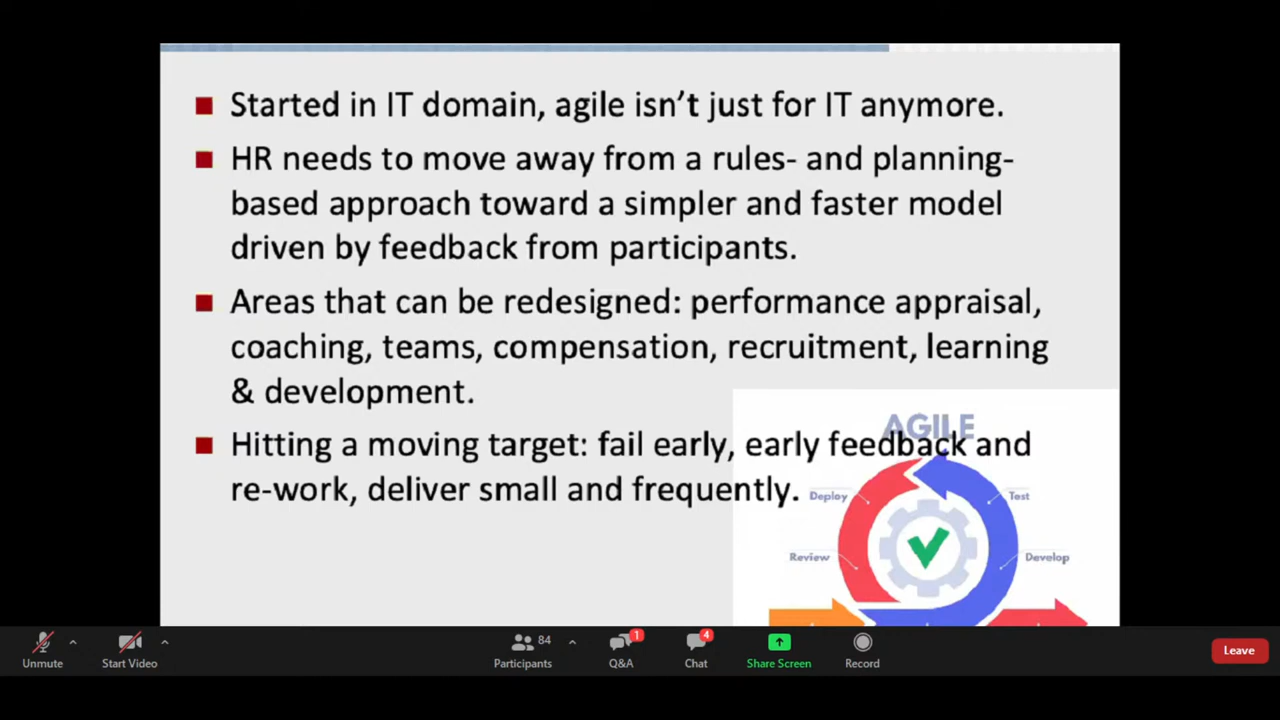 Started in IT domain, agile isn't just for IT anymore.
HR needs to move away from a rules- and planning-
based approach toward a simpler and faster model
driven by feedback from participants.
Areas that can be redesigned: performance appraisal,
coaching, teams, compensation, recruitment, learning
& development.
AGILE
Hitting a moving target: fail early, early feedback and
re-work, deliver small and frequently.
Deploy
Test
Review
Develop
84
1
4
Unmute
Start Video
Participants
Q&A
Chat
Share Screen
Record
Leave